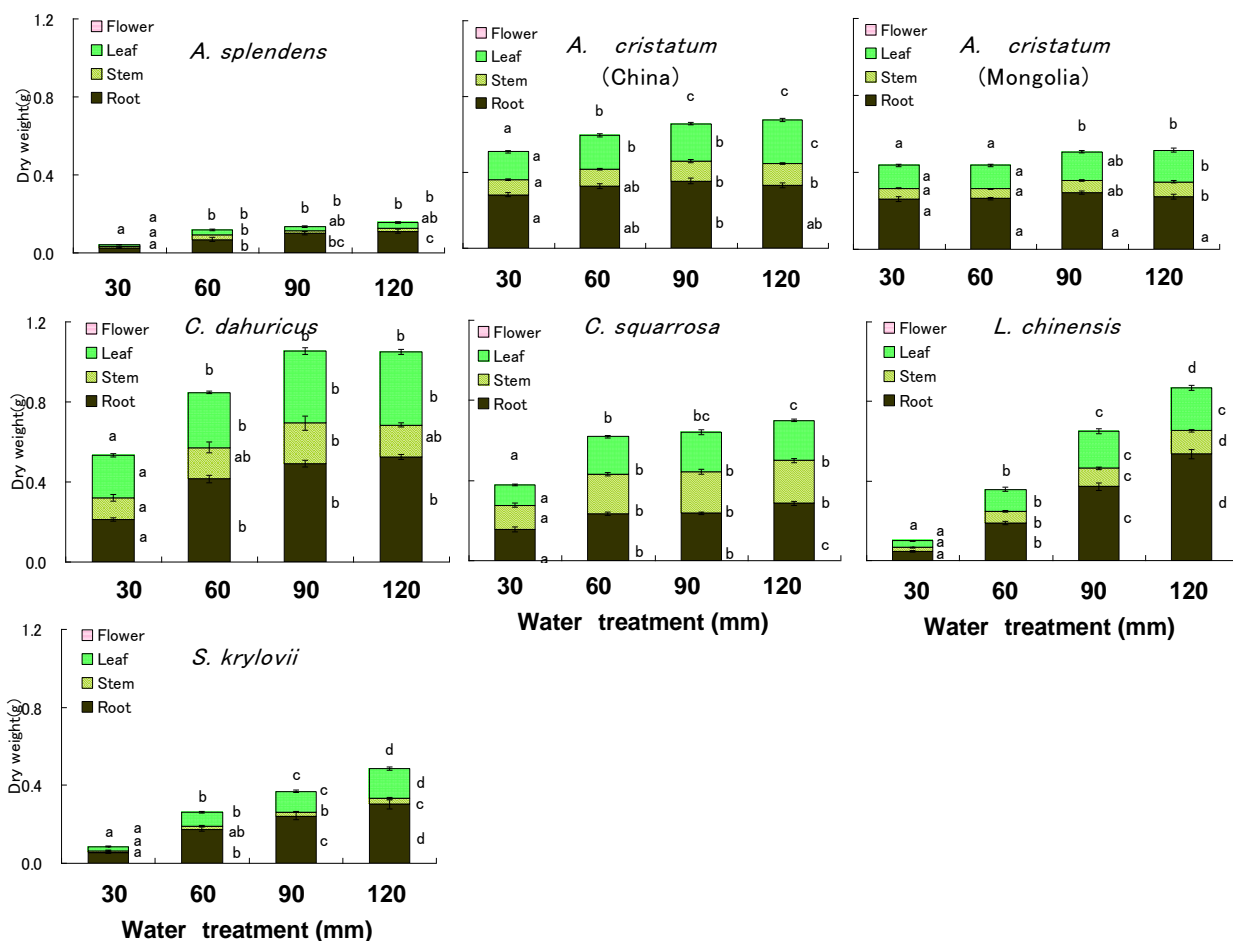 1.2
0.8
0.4
0.0
Dry weight(g)
Flower
Leaf
Stem
Root
A. splendens
a
a
a
a
b
b
b
b
b
ab
bc
b
b
ab
c
30 60 90 120
Flower
Leaf
Stem
Root
A. cristatum
(China)
a
a
a
a
b
b
b
ab
c
b
b
b
c
c
b
ab
30 60 90 120
Flower
Leaf
Stem
Root
A. cristatum
(Mongolia)
a
a
a
a
a
a
a
a
b
ab
ab
a
b
b
b
a
30 60 90 120
1.2
0.8
0.4
0.0
Flower
Leaf
Stem
Root
C. dahuricus
a
a
a
a
b
b
ab
b
b
b
b
b
b
b
ab
b
30 60 90 120
Flower
Leaf
Stem
Root
C. squarrosa
a
a
a
a
b
b
b
b
bc
b
b
b
c
b
b
c
30 60 90 120
Water treatment (mm)
Flower
Leaf
Stem
Root
L. chinensis
a
a
a
a
b
b
b
b
c
c
c
c
d
c
d
d
30 60 90 120
Water treatment (mm)
1.2
0.8
0.4
0.0
Dry weight(g)
Flower
Leaf
Stem
Root
S. krylovii
a
a
a
a
b
b
ab
b
c
c
b
c
d
d
c
d
30 60 90 120
Water treatment (mm)